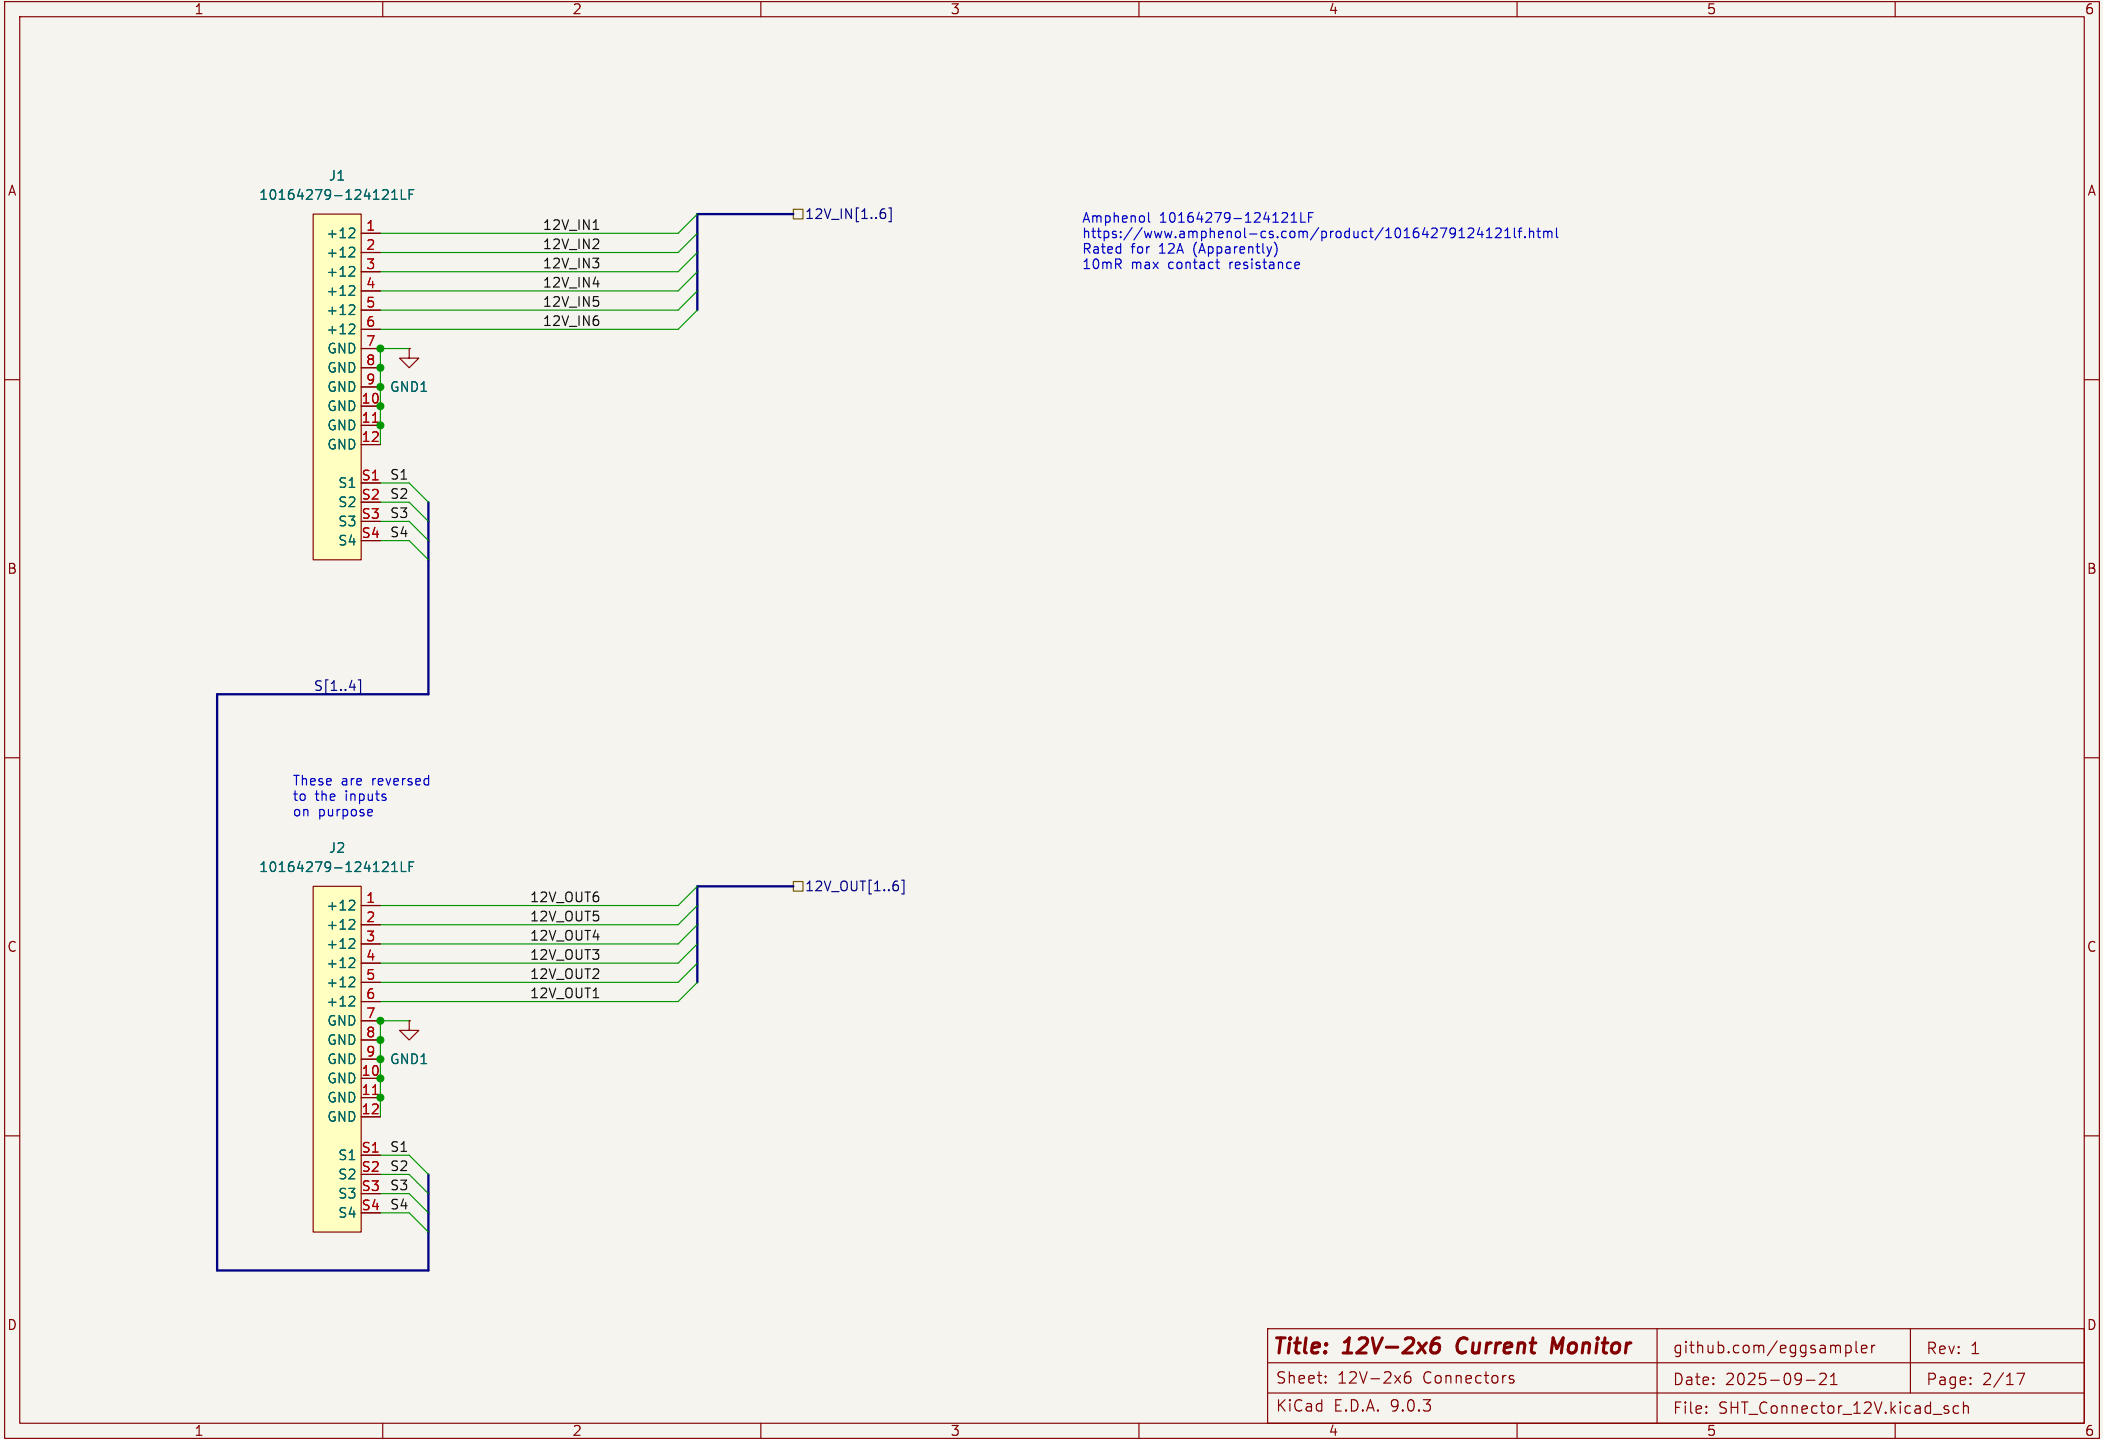 1 2 3 4 5 6
J1
10164279-124121LF
A A
12V_IN[1..6]
Amphenol 10164279-124121LF
https://www.amphenol-cs.com/product/10164279124121lf.html
Rated for 12A (Apparently)
10mR max contact resistance
+12 1 12V_IN1
+12 2 12V_IN2
+12 3 12V_IN3
+12 4 12V_IN4
+12 5 12V_IN5
+12 6 12V_IN6
GND 7
GND 8
GND 9 GND1
GND 10
GND 11
GND 12
S1 S1 S1
S2 S2 S2
S3 S3 S3
S4 S4 S4
B B
S[1..4]
These are reversed
to the inputs
on purpose
J2
10164279-124121LF
12V_OUT[1..6]
+12 1 12V_OUT6
+12 2 12V_OUT5
+12 3 12V_OUT4
C C
+12 4 12V_OUT3
+12 5 12V_OUT2
+12 6 12V_OUT1
GND 7
GND 8
GND 9 GND1
GND 10
GND 11
GND 12
S1 S1 S1
S2 S2 S2
S3 S3 S3
S4 S4 S4
D D
Title: 12V-2x6 Current Monitor
github.com/eggsampler
Rev: 1
Sheet: 12V-2x6 Connectors
Date: 2025-09-21
Page: 2/17
KiCad E.D.A. 9.0.3
File: SHT_Connector_12V.kicad_sch
1 2 3 4 5 6